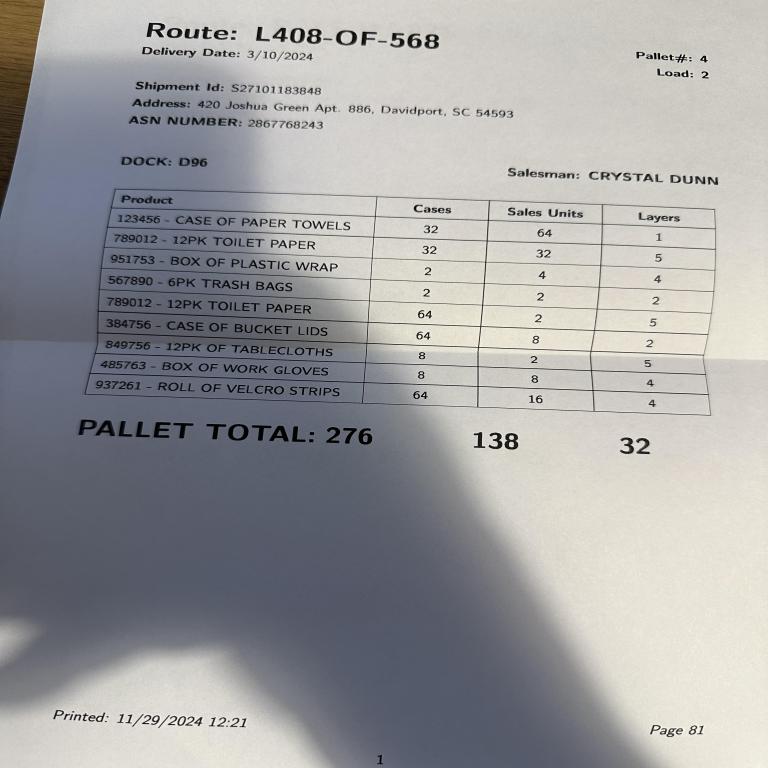 Route: L408-OF-568
Delivery Date: 3/10/2024
Pallet#: 4
Load: 2
Shipment Id: S27101183848
Address: 420 Joshua Green Apt. 886, Davidport, SC 54593
ASN NUMBER: 2867768243
DOCK: D96
Salesman: CRYSTAL DUNN
Product Cases Sales Units Layers
123456 - CASE OF PAPER TOWELS 32 64 1
789012 - 12PK TOILET PAPER 32 32 5
951753 - BOX OF PLASTIC WRAP 2 4 4
567890 - 6PK TRASH BAGS 2 2 2
789012 - 12PK TOILET PAPER 64 2 5
384756 - CASE OF BUCKET LIDS 64 8 2
849756 - 12PK OF TABLECLOTHS 8 2 5
485763 - BOX OF WORK GLOVES 8 8 4
937261 - ROLL OF VELCRO STRIPS 64 16 4
PALLET TOTAL: 276 138 32
Printed: 11/29/2024 12:21
Page 81
1